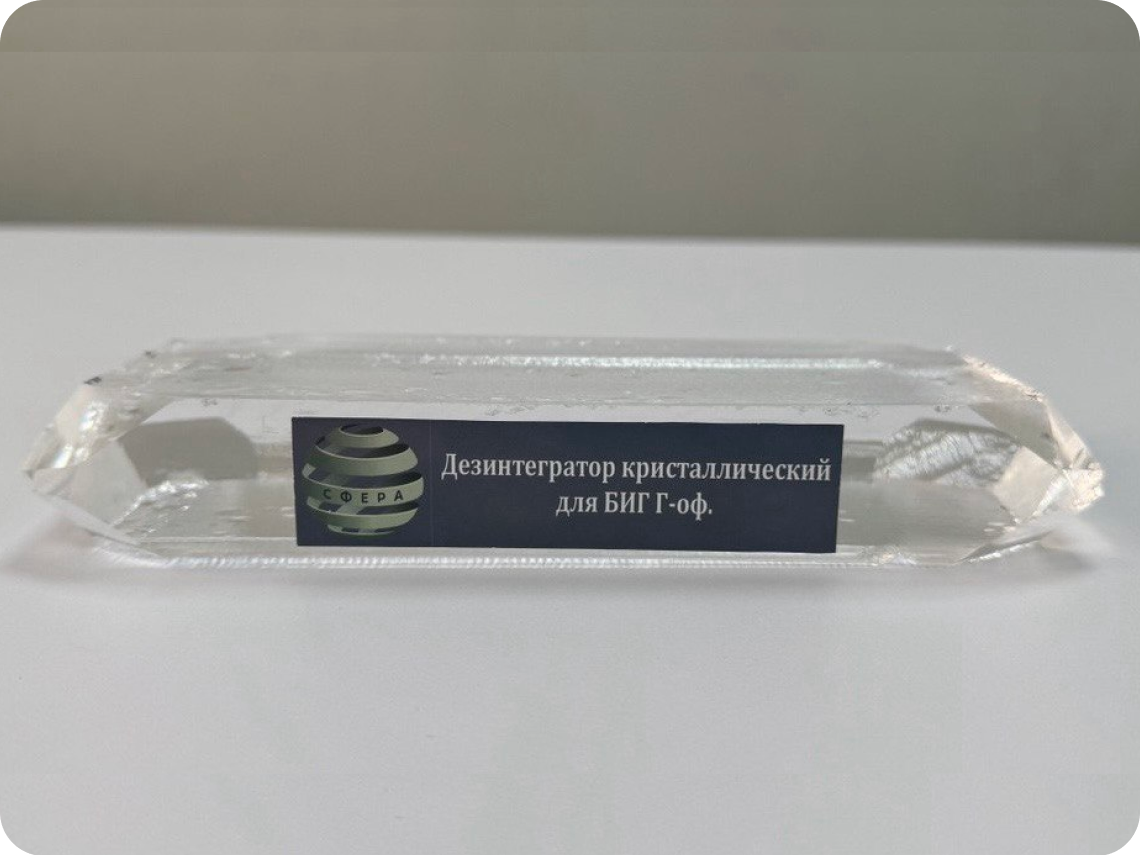 СФЕРА
Дезинтегратор кристаллический
для БИГ Г-оф.